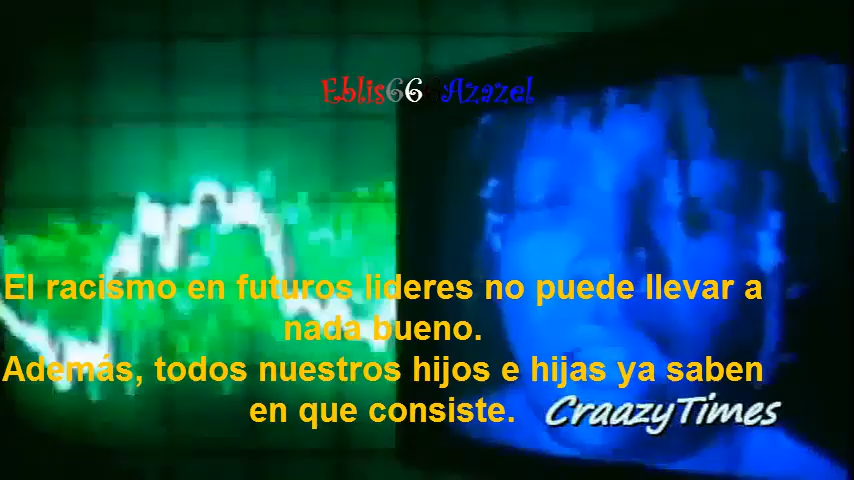 Eblis666Azazel
El racismo en futuros lideres no puede llevar a
nada bueno.
Además, todos nuestros hijos e hijas ya saben
en que consiste.
CraazyTimes